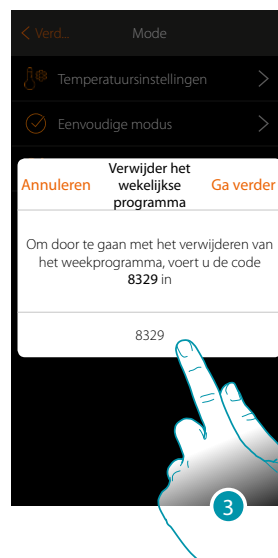 < Verd...
Mode
Temperatuursinstellingen >
Eenvoudige modus >
Annuleren
Verwijder het
wekelijkse
programma
Ga verder
Om door te gaan met het verwijderen van
het weekprogramma, voert u de code
8329 in
8329
3